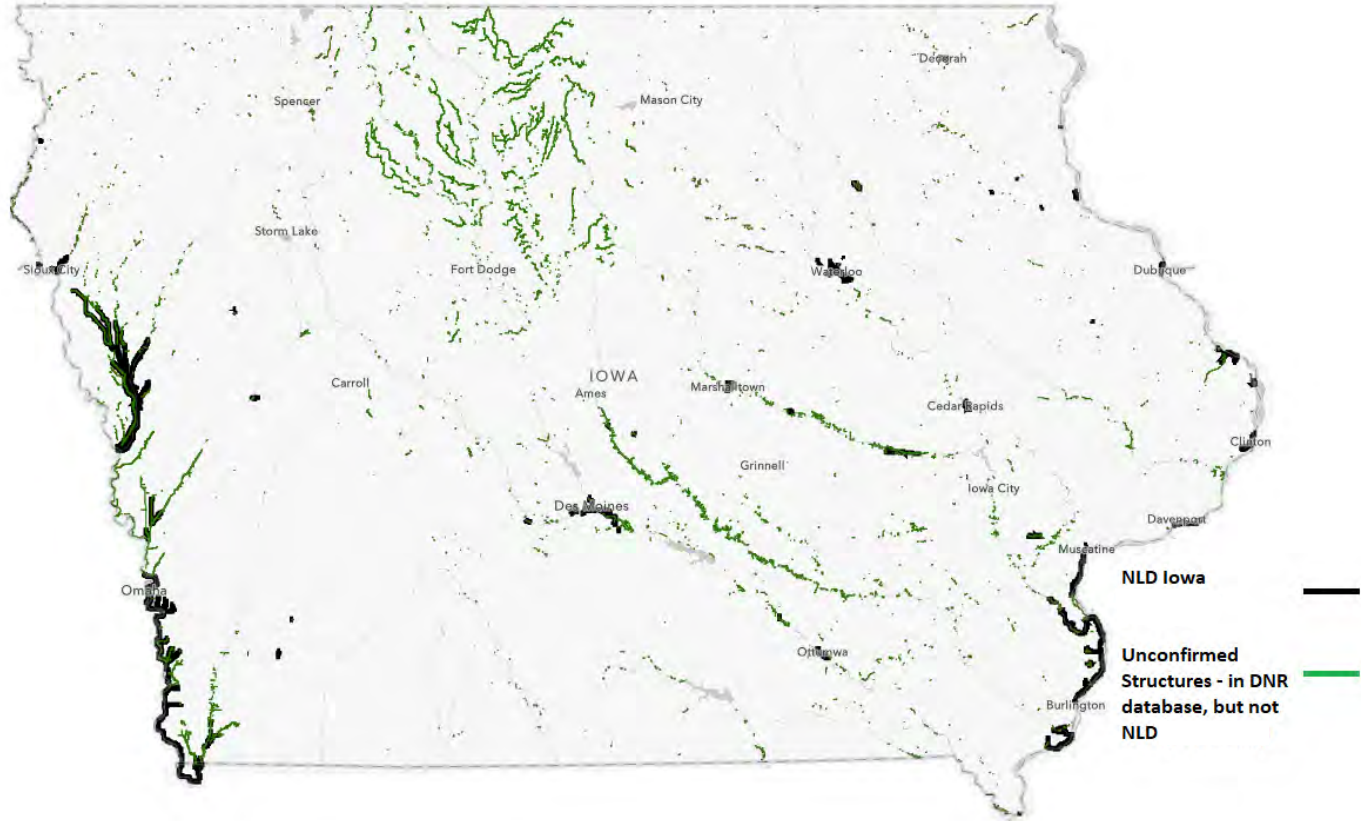 Decorah
Spencer
Mason City
Storm Lake
Sioux City
Fort Dodge
Waterloo
Dubuque
IOWA
Carroll
Ames
Marshalltown
Cedar Rapids
Clinton
Grinnell
Iowa City
Des Moines
Davenport
Muscatine
NLD Iowa
Omaha
Ottumwa
Unconfirmed
Structures - in DNR
database, but not
NLD
Burlington